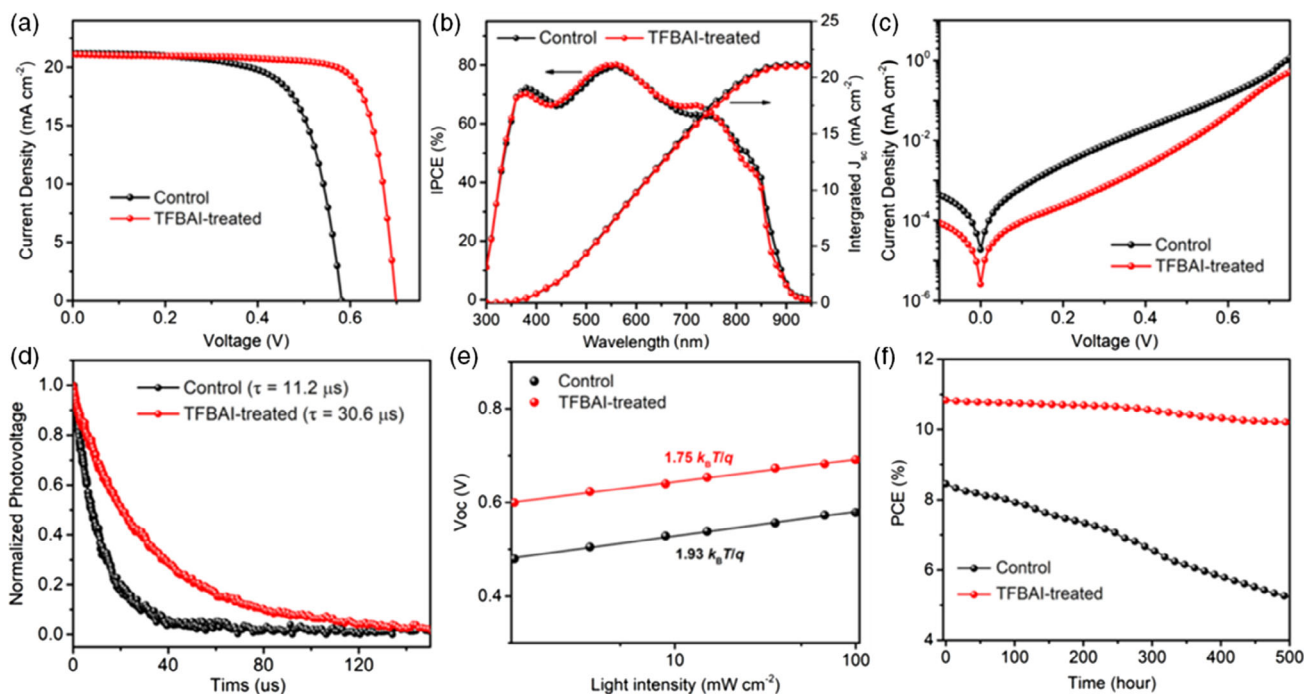 (a)
Current Density (mA cm⁻²)
20
15
10
5
0
Control
TFBAI-treated
0.0 0.2 0.4 0.6
Voltage (V)
(b)
Control TFBAI-treated
IPCE (%)
80
60
40
20
0
25
20
15
10
5
0
Intergrated Jsc (mA cm⁻²)
300 400 500 600 700 800 900
Wavelength (nm)
(c)
Current Density (mA cm⁻²)
10⁰
10⁻²
10⁻⁴
10⁻⁶
Control
TFBAI-treated
0.0 0.2 0.4 0.6
Voltage (V)
(d)
Normalized Photovoltage
1.0
0.8
0.6
0.4
0.2
0.0
Control (τ = 11.2 μs)
TFBAI-treated (τ = 30.6 μs)
0 40 80 120
Tims (us)
(e)
Voc (V)
0.8
0.6
0.4
Control
TFBAI-treated
1.75 kBT/q
1.93 kBT/q
10 100
Light intensity (mW cm⁻²)
(f)
PCE (%)
12
10
8
6
4
Control
TFBAI-treated
0 100 200 300 400 500
Time (hour)